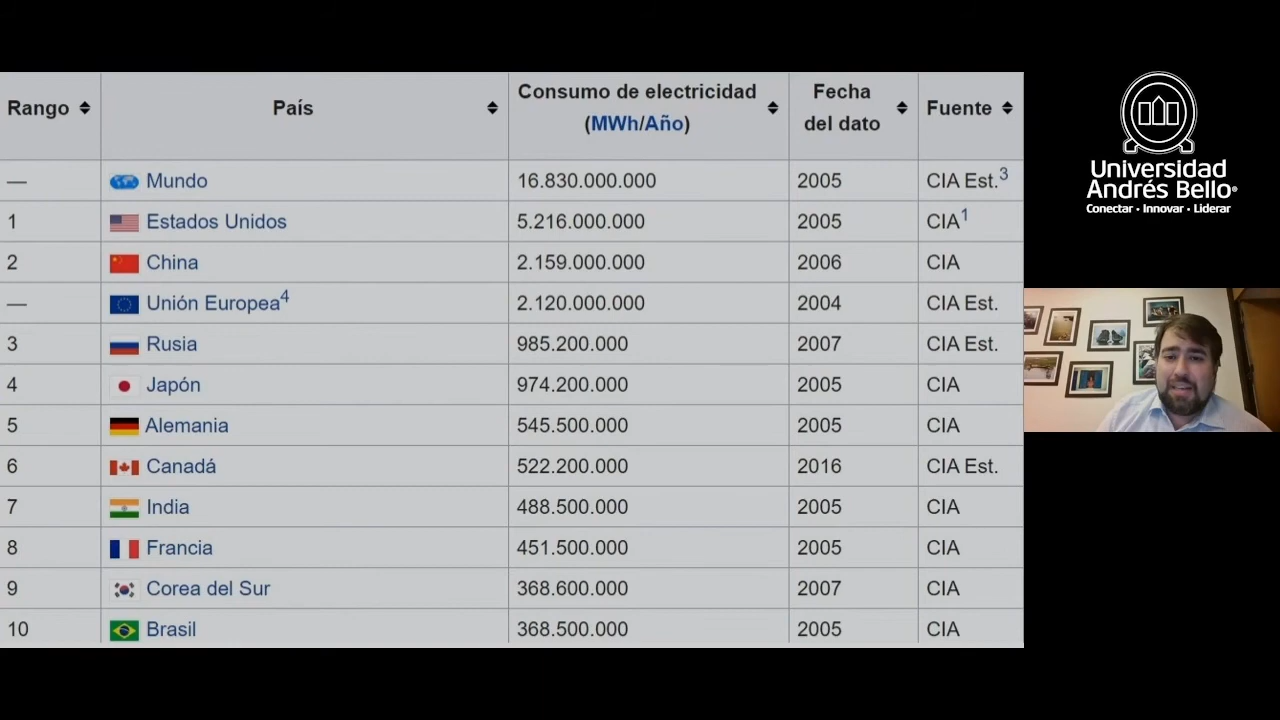 Rango País Consumo de electricidad (MWh/Año) Fecha del dato Fuente
— Mundo 16.830.000.000 2005 CIA Est.3
1 Estados Unidos 5.216.000.000 2005 CIA1
2 China 2.159.000.000 2006 CIA
— Unión Europea4 2.120.000.000 2004 CIA Est.
3 Rusia 985.200.000 2007 CIA Est.
4 Japón 974.200.000 2005 CIA
5 Alemania 545.500.000 2005 CIA
6 Canadá 522.200.000 2016 CIA Est.
7 India 488.500.000 2005 CIA
8 Francia 451.500.000 2005 CIA
9 Corea del Sur 368.600.000 2007 CIA
10 Brasil 368.500.000 2005 CIA
Universidad
Andrés Bello®
Conectar · Innovar · Liderar